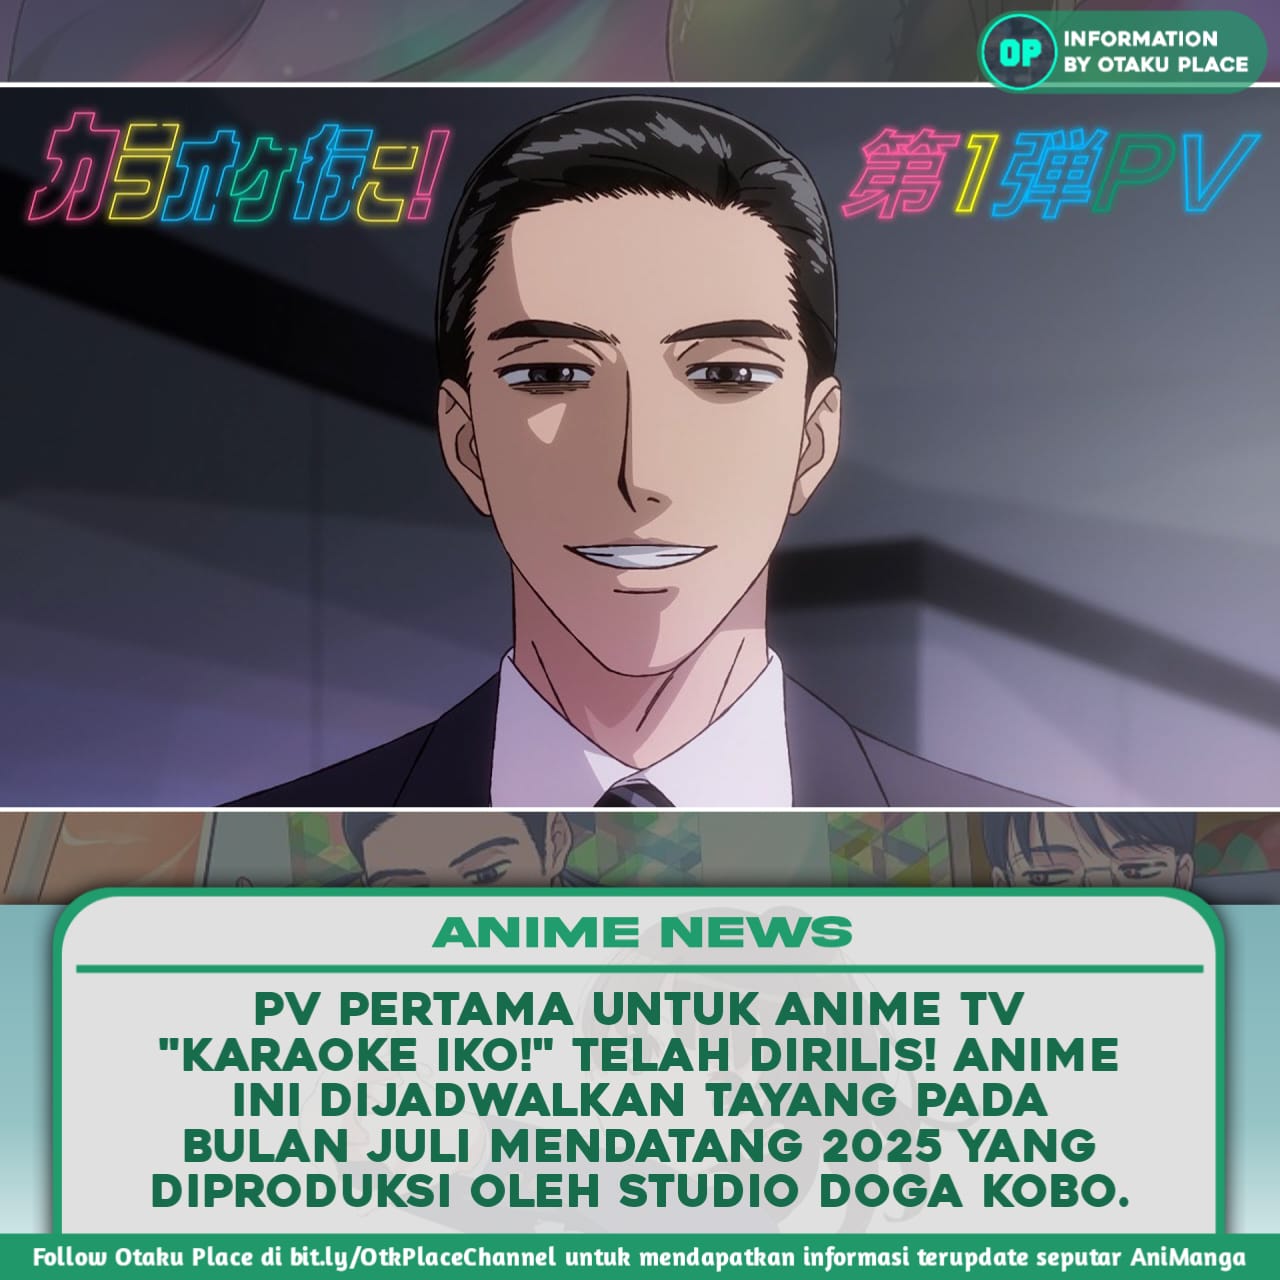 OP
INFORMATION
BY OTAKU PLACE
カラオケ行こ!
第1弾PV
ANIME NEWS
PV PERTAMA UNTUK ANIME TV
"KARAOKE IKO!" TELAH DIRILIS! ANIME
INI DIJADWALKAN TAYANG PADA
BULAN JULI MENDATANG 2025 YANG
DIPRODUKSI OLEH STUDIO DOGA KOBO.
Follow Otaku Place di bit.ly/OtkPlaceChannel untuk mendapatkan informasi terupdate seputar AniManga